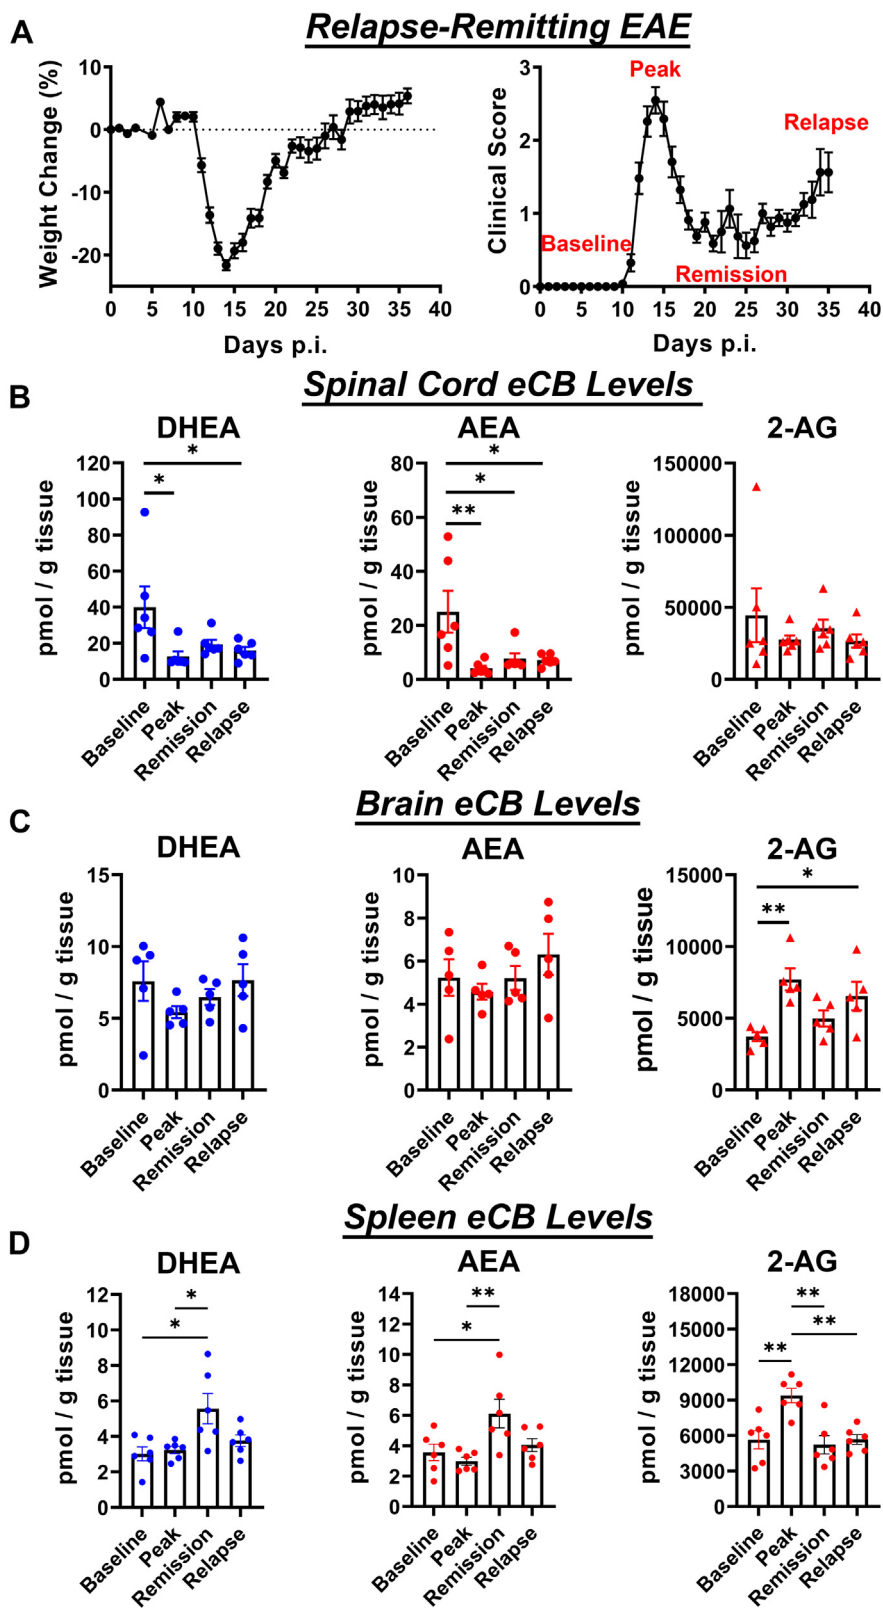 A
Relapse-Remitting EAE
Weight Change (%)
10
0
-10
-20
0 5 10 15 20 25 30 35 40
Days p.i.
Clinical Score
3
2
1
0
Peak
Relapse
Baseline
Remission
0 5 10 15 20 25 30 35 40
Days p.i.
B
Spinal Cord eCB Levels
DHEA
pmol / g tissue
120
100
80
60
40
20
0
*
*
Baseline
Peak
Remission
Relapse
AEA
pmol / g tissue
80
60
40
20
0
*
*
**
Baseline
Peak
Remission
Relapse
2-AG
pmol / g tissue
150000
100000
50000
0
Baseline
Peak
Remission
Relapse
C
Brain eCB Levels
DHEA
pmol / g tissue
15
10
5
0
Baseline
Peak
Remission
Relapse
AEA
pmol / g tissue
10
8
6
4
2
0
Baseline
Peak
Remission
Relapse
2-AG
pmol / g tissue
15000
10000
5000
0
*
**
Baseline
Peak
Remission
Relapse
D
Spleen eCB Levels
DHEA
pmol / g tissue
12
10
8
6
4
2
0
*
*
Baseline
Peak
Remission
Relapse
AEA
pmol / g tissue
14
12
10
8
6
4
2
0
**
*
Baseline
Peak
Remission
Relapse
2-AG
pmol / g tissue
18000
15000
12000
9000
6000
3000
0
**
**
**
Baseline
Peak
Remission
Relapse